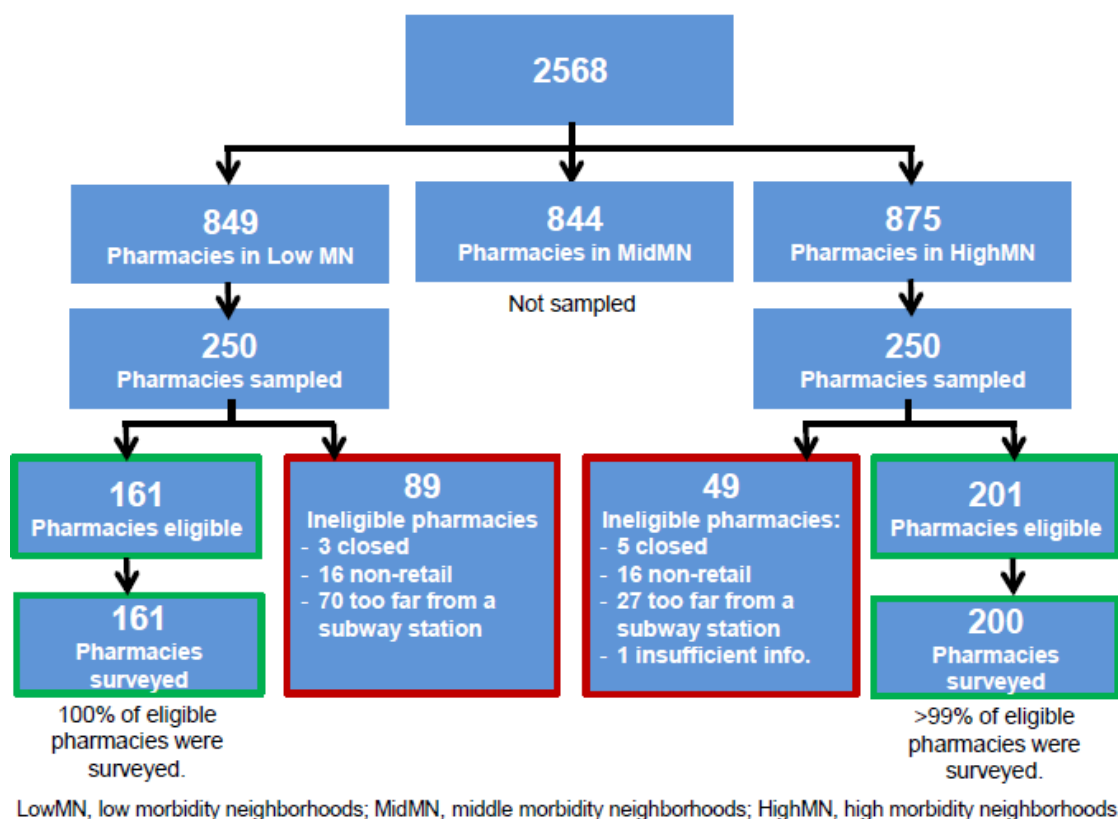 2568
849
Pharmacies in Low MN
844
Pharmacies in MidMN
875
Pharmacies in HighMN
Not sampled
250
Pharmacies sampled
250
Pharmacies sampled
161
Pharmacies eligible
89
Ineligible pharmacies
- 3 closed
- 16 non-retail
- 70 too far from a
subway station
49
Ineligible pharmacies:
- 5 closed
- 16 non-retail
- 27 too far from a
subway station
- 1 insufficient info.
201
Pharmacies eligible
161
Pharmacies
surveyed
200
Pharmacies
surveyed
100% of eligible
pharmacies were
surveyed.
>99% of eligible
pharmacies were
surveyed.
LowMN, low morbidity neighborhoods; MidMN, middle morbidity neighborhoods; HighMN, high morbidity neighborhoods